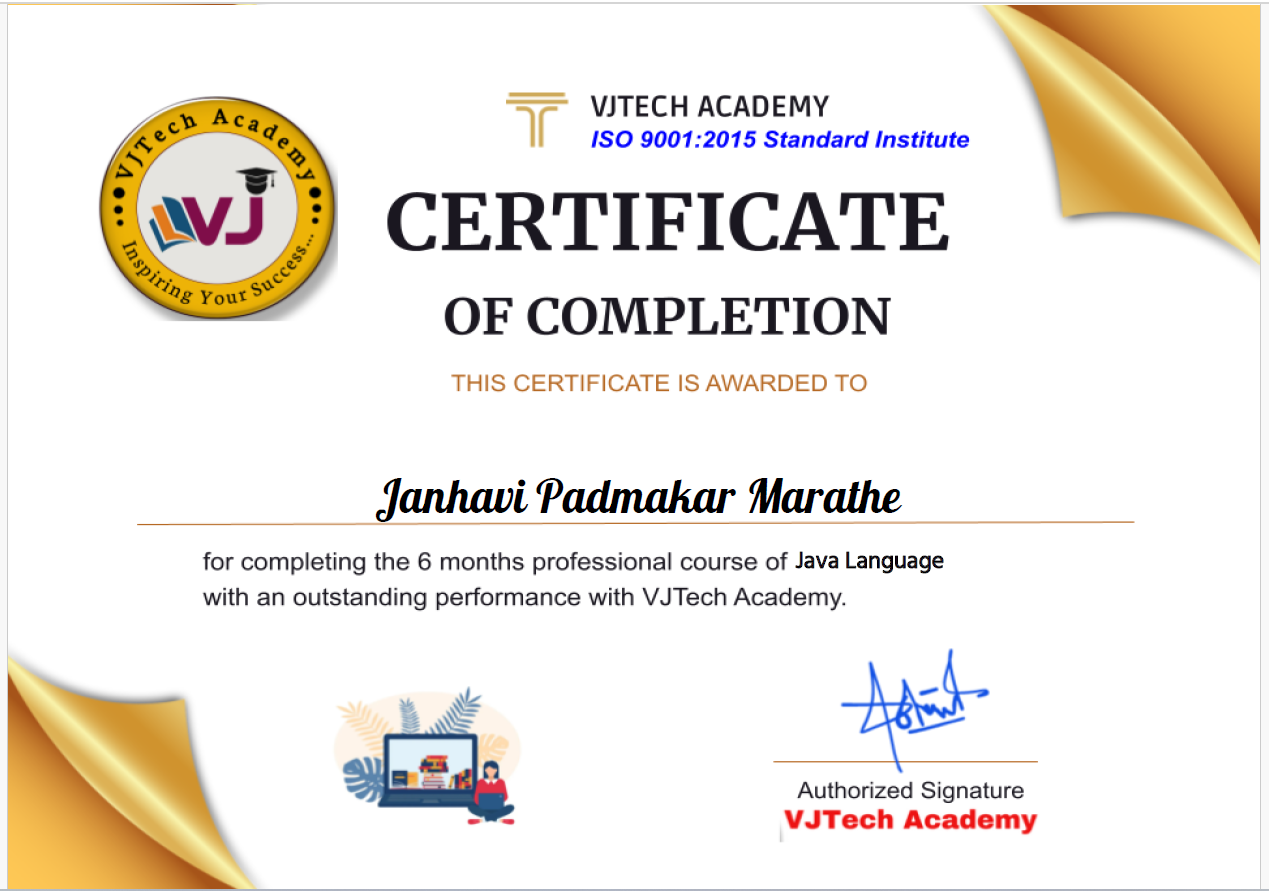 VJTech Academy
VJ
Inspiring Your Success...
VJTECH ACADEMY
ISO 9001:2015 Standard Institute
CERTIFICATE
OF COMPLETION
THIS CERTIFICATE IS AWARDED TO
Janhavi Padmakar Marathe
for completing the 6 months professional course of Java Language
with an outstanding performance with VJTech Academy.
Authorized Signature
VJTech Academy